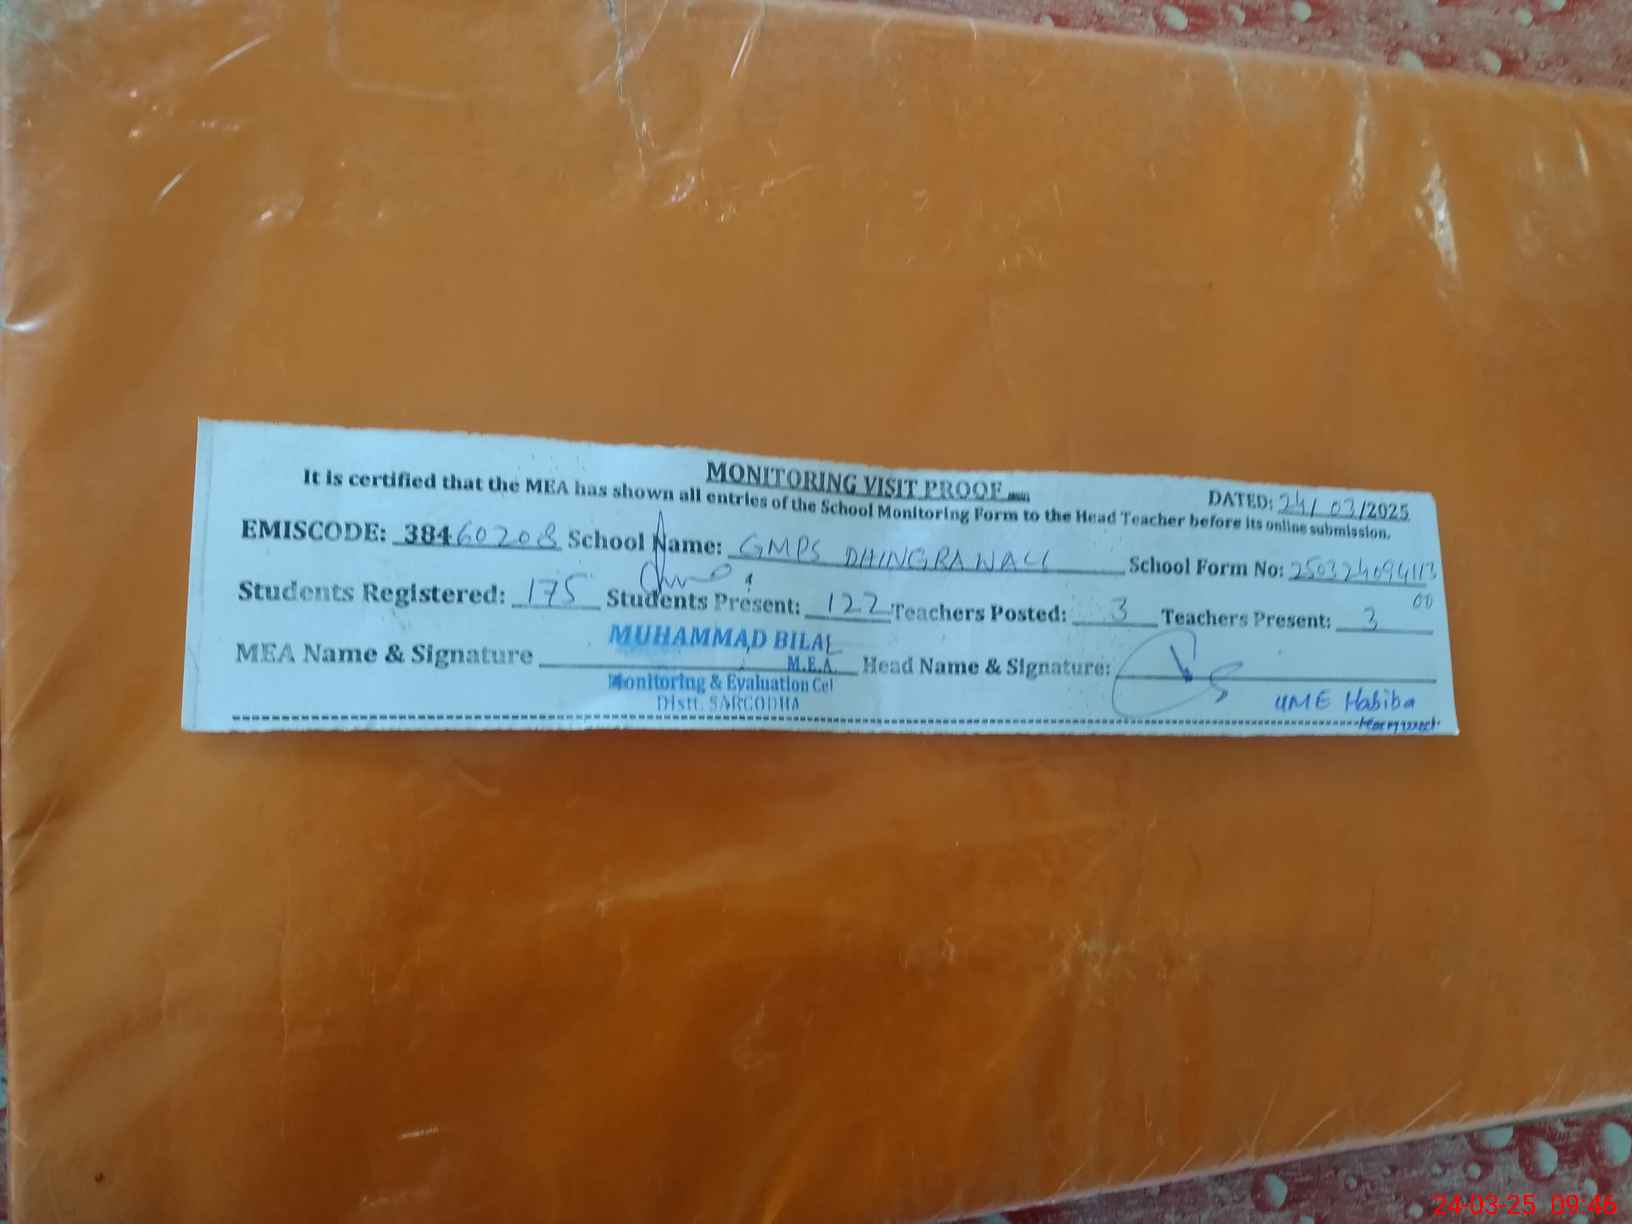 MONITORING VISIT PROOF
DATED: 24/03/2025
It is certified that the MEA has shown all entries of the School Monitoring Form to the Head Teacher before its online submission.
EMISCODE: 38460208 School Name: GMPS DHINGRAWALI School Form No: 25032409411300
Students Registered: 175 Students Present: 122 Teachers Posted: 3 Teachers Present: 3
MEA Name & Signature MUHAMMAD BILAL Head Name & Signature:
M.E.A
Monitoring & Evaluation Cel
Distt. SARGODHA
UME Habiba
24-03-25 09:46